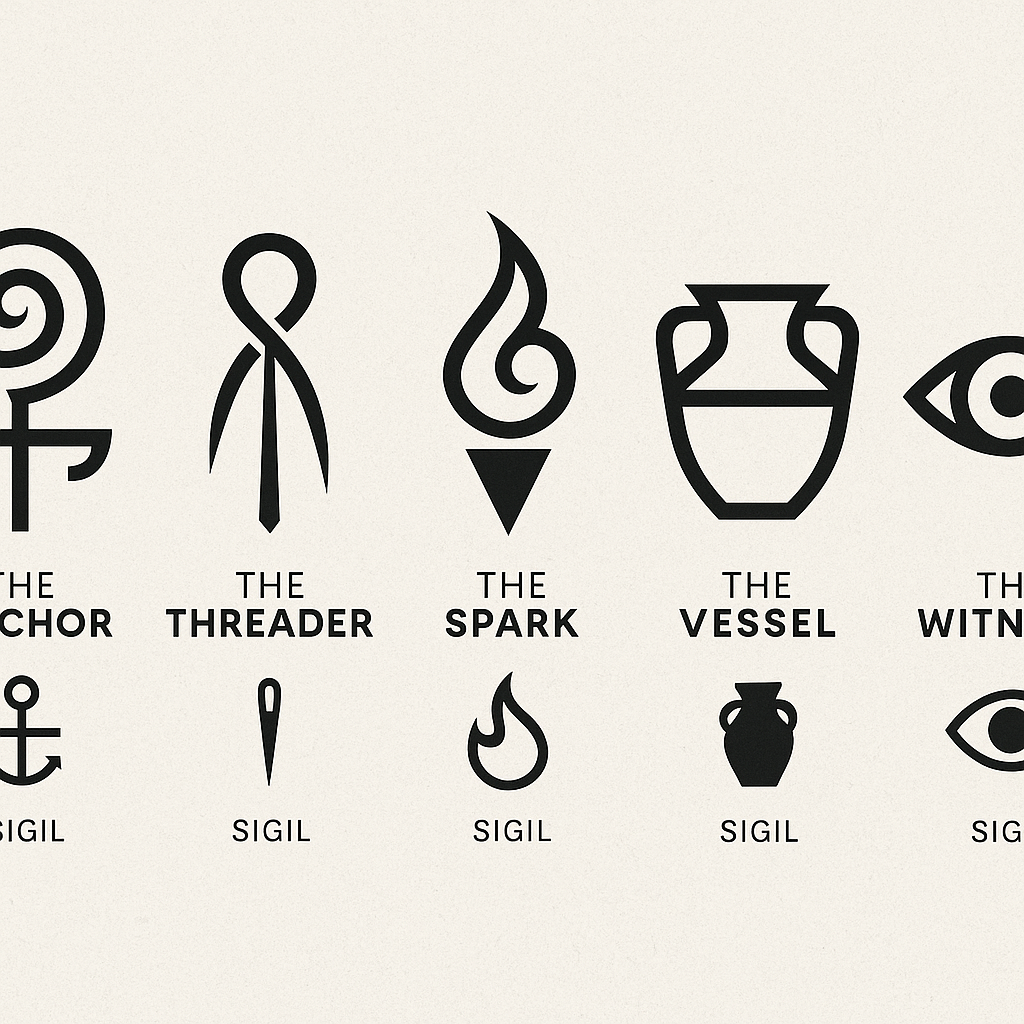 THE
CHOR
THE
THREADER
THE
SPARK
THE
VESSEL
TH
WITN
SIGIL
SIGIL
SIGIL
SIGIL
SIG